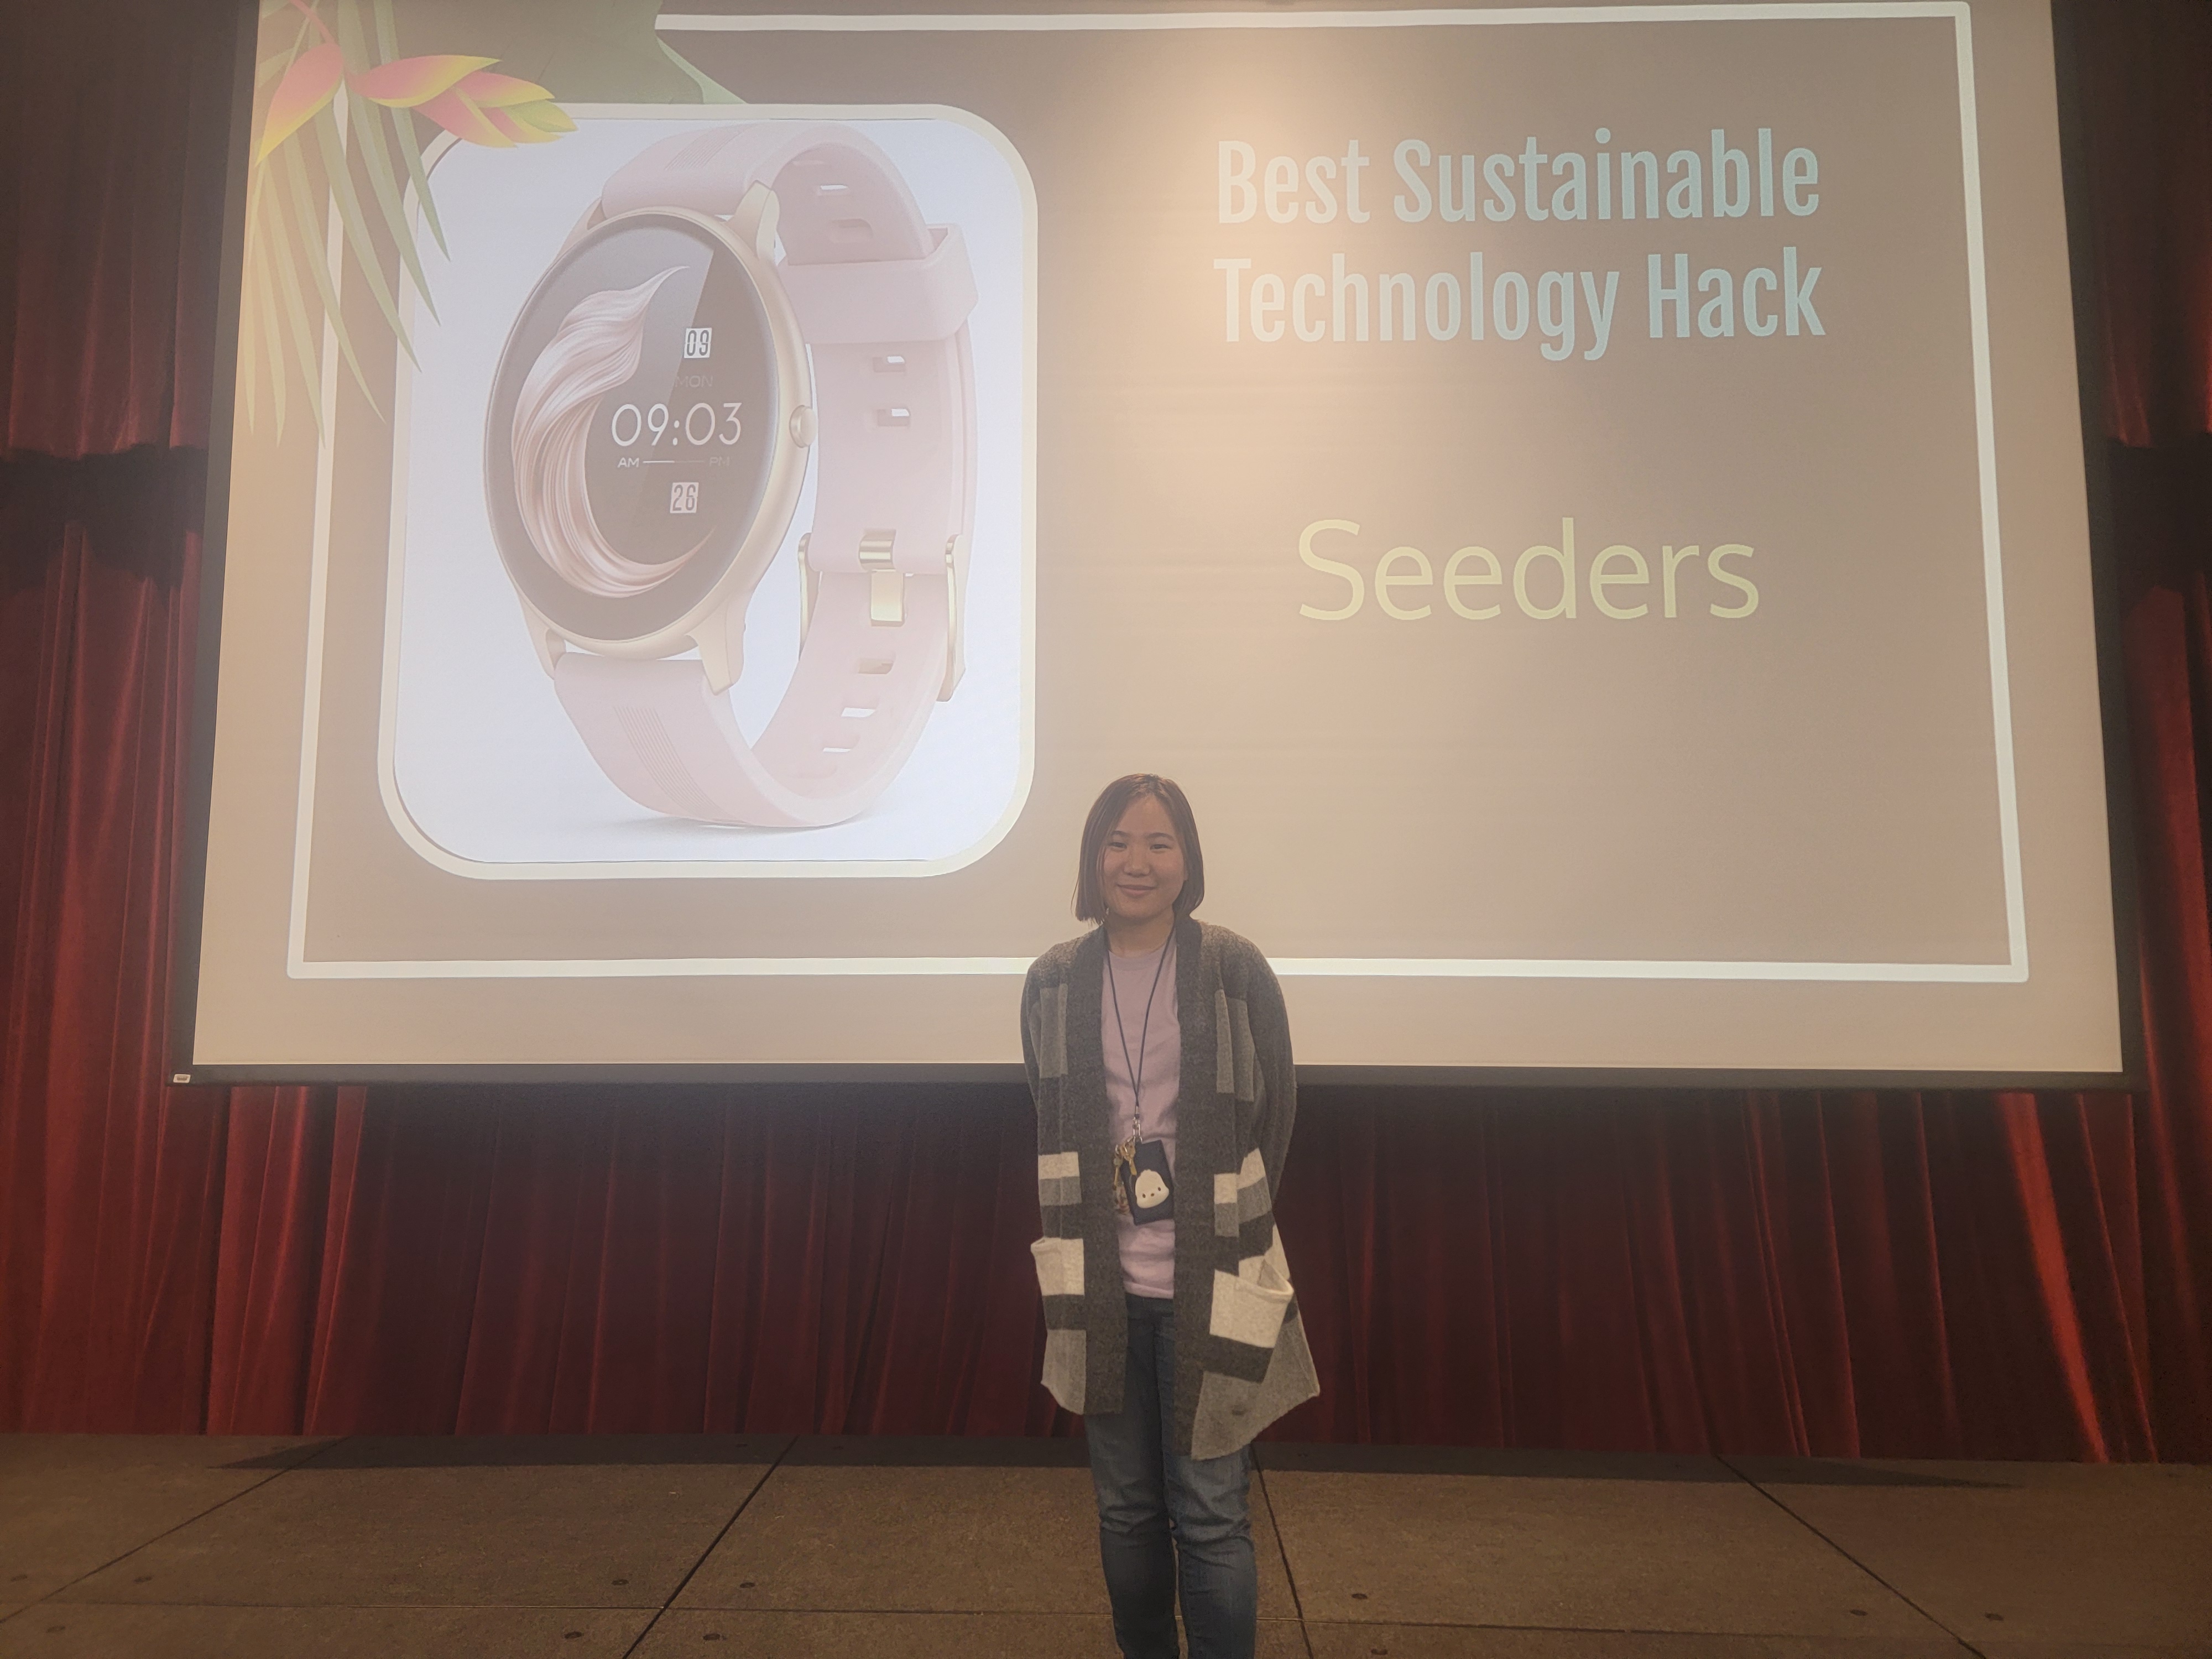 Best Sustainable
Technology Hack
Seeders
09
MON
09:03
AM PM
26